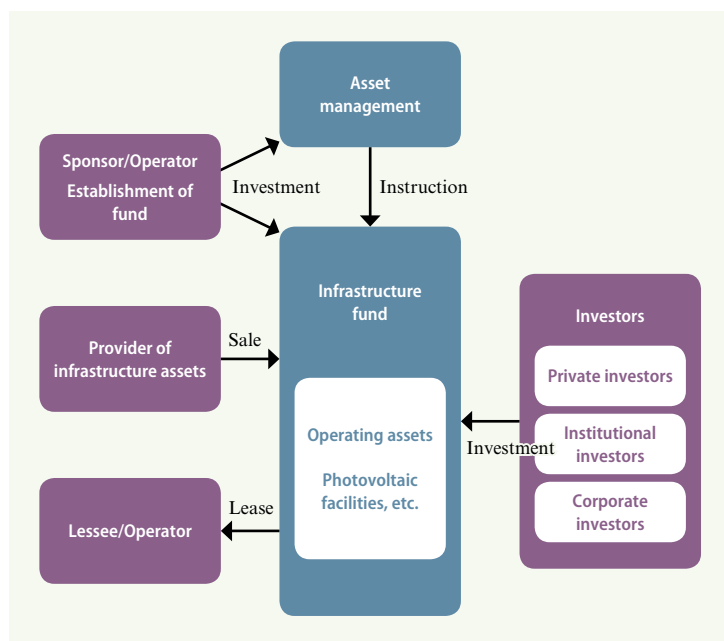 Asset
management
Sponsor/Operator
Establishment of
fund
Investment
Instruction
Infrastructure
fund
Provider of
infrastructure assets
Sale
Operating assets
Photovoltaic
facilities, etc.
Lease
Lessee/Operator
Investors
Private investors
Investment
Institutional
investors
Corporate
investors